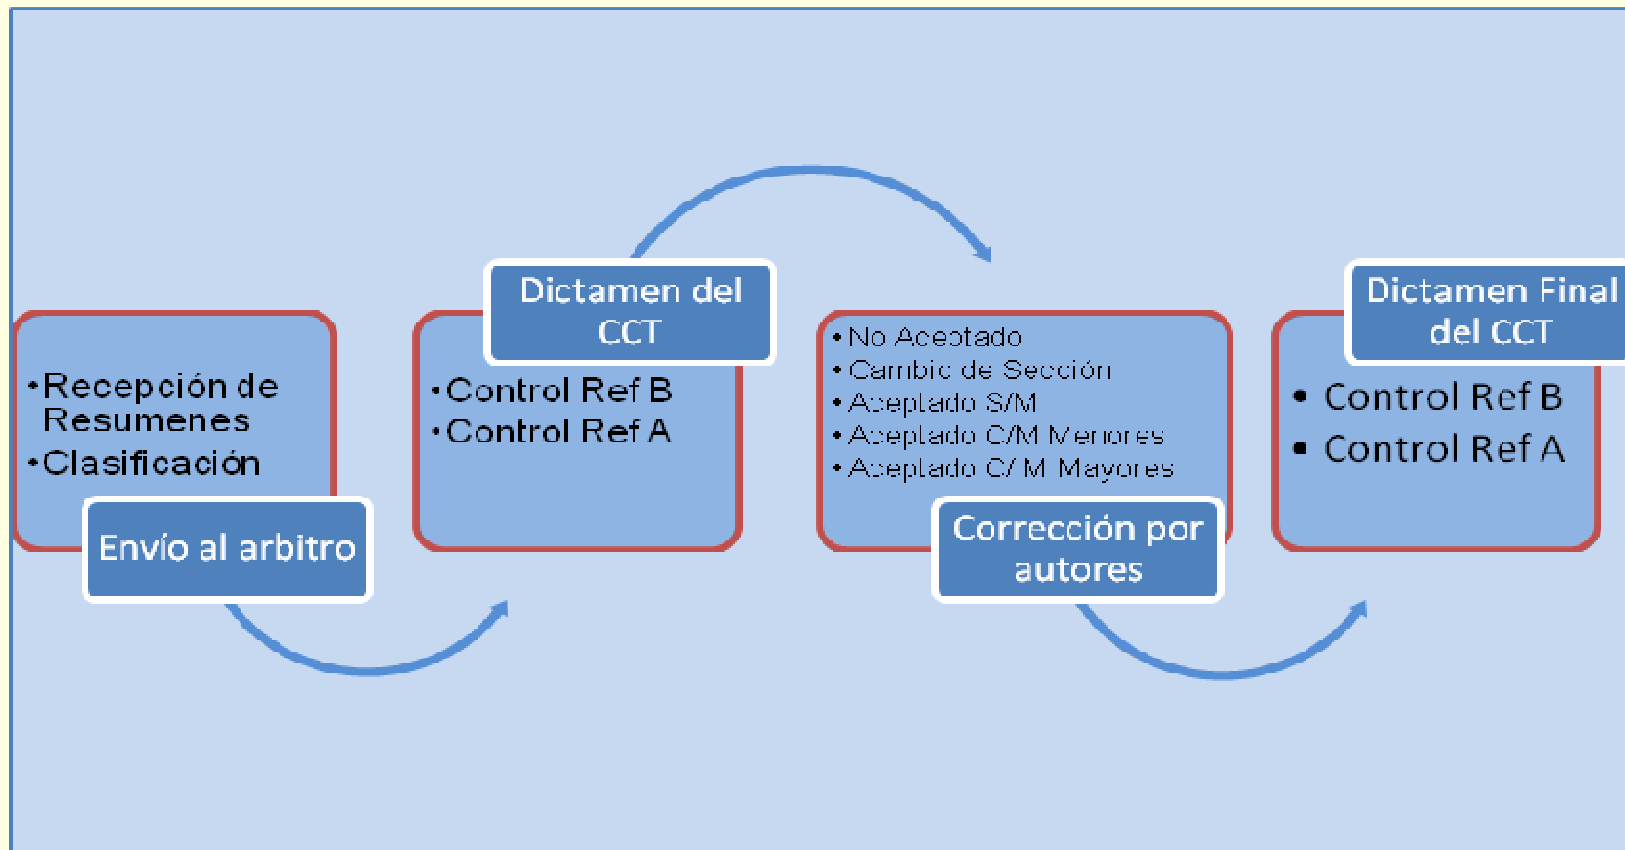 • Recepción de
Resumenes
• Clasificación
Envío al arbitro
Dictamen del
CCT
• Control Ref B
• Control Ref A
• No Aceptado
• Cambio de Sección
• Aceptado S/M
• Aceptado C/M Menores
• Aceptado C/ M Mayores
Corrección por
autores
Dictamen Final
del CCT
• Control Ref B
• Control Ref A